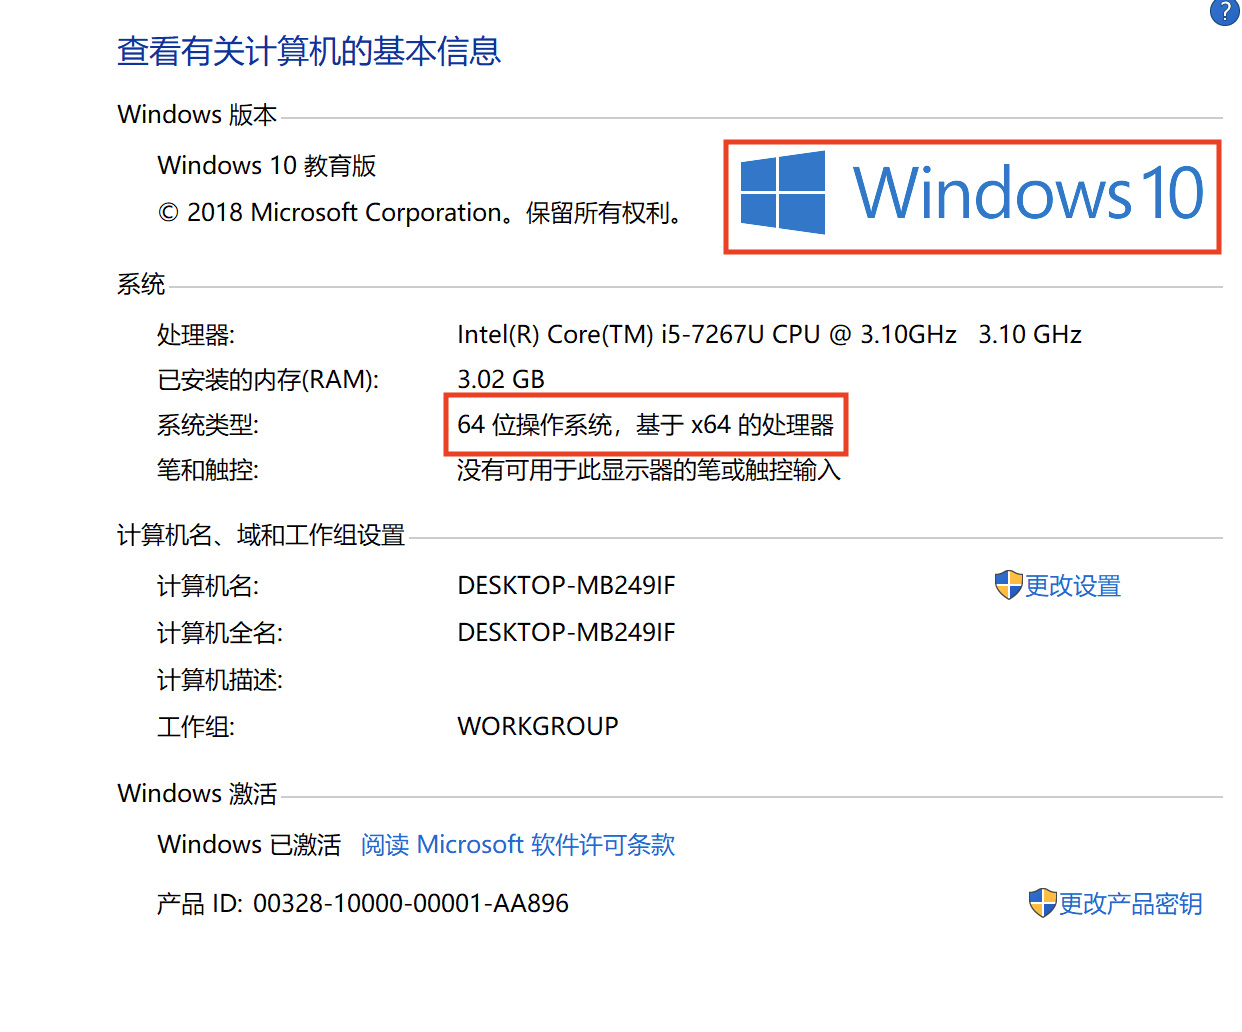 ?
查看有关计算机的基本信息
Windows 版本
Windows 10 教育版
© 2018 Microsoft Corporation。保留所有权利。
Windows 10
系统
处理器: Intel(R) Core(TM) i5-7267U CPU @ 3.10GHz 3.10 GHz
已安装的内存(RAM): 3.02 GB
系统类型: 64 位操作系统，基于 x64 的处理器
笔和触控: 没有可用于此显示器的笔或触控输入
计算机名、域和工作组设置
计算机名: DESKTOP-MB249IF 更改设置
计算机全名: DESKTOP-MB249IF
计算机描述:
工作组: WORKGROUP
Windows 激活
Windows 已激活 阅读 Microsoft 软件许可条款
产品 ID: 00328-10000-00001-AA896 更改产品密钥